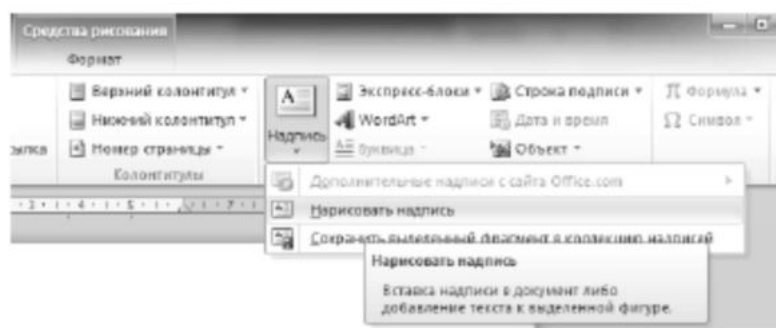 Средства рисования
Формат
Верхний колонтитул
Нижний колонтитул
Номер страницы
Колонтитулы
Надпись
Экспресс-блоки
WordArt
Буквица
Строка подписи
Дата и время
Объект
π Формула
Ω Символ
Дополнительные надписи с сайта Office.com
Нарисовать надпись
Сохранить выделенный фрагмент в коллекцию надписей
Нарисовать надпись
Вставка надписи в документ либо
добавление текста к выделенной фигуре.